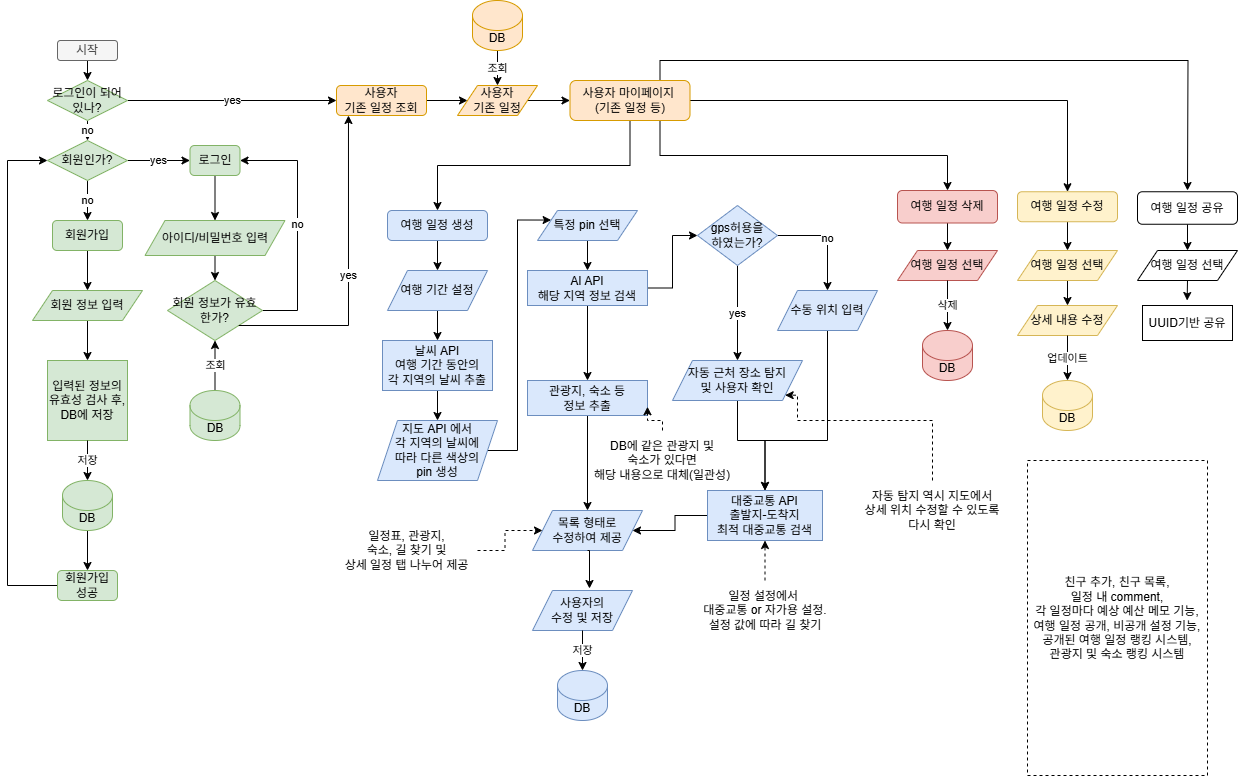 시작
로그인이 되어
있나?
yes
no
회원인가?
yes
no
회원가입
회원 정보 입력
입력된 정보의
유효성 검사 후,
DB에 저장
저장
DB
회원가입
성공
로그인
아이디/비밀번호 입력
회원 정보가 유효
한가?
no
yes
조회
DB
사용자
기존 일정 조회
DB
조회
사용자
기존 일정
사용자 마이페이지
(기존 일정 등)
여행 일정 생성
여행 기간 설정
날씨 API
여행 기간 동안의
각 지역의 날씨 추출
지도 API 에서
각 지역의 날씨에
따라 다른 색상의
pin 생성
특정 pin 선택
AI API
해당 지역 정보 검색
관광지, 숙소 등
정보 추출
DB에 같은 관광지 및
숙소가 있다면
해당 내용으로 대체(일관성)
gps허용을
하였는가?
no
yes
수동 위치 입력
자동 근처 장소 탐지
및 사용자 확인
자동 탐지 역시 지도에서
상세 위치 수정할 수 있도록
다시 확인
대중교통 API
출발지-도착지
최적 대중교통 검색
일정 설정에서
대중교통 or 자가용 설정.
설정 값에 따라 길 찾기
목록 형태로
수정하여 제공
일정표, 관광지,
숙소, 길 찾기 및
상세 일정 탭 나누어 제공
사용자의
수정 및 저장
저장
DB
여행 일정 삭제
여행 일정 선택
삭제
DB
여행 일정 수정
여행 일정 선택
상세 내용 수정
업데이트
DB
여행 일정 공유
여행 일정 선택
UUID기반 공유
친구 추가, 친구 목록,
일정 내 comment,
각 일정마다 예상 예산 메모 기능,
여행 일정 공개, 비공개 설정 기능,
공개된 여행 일정 랭킹 시스템,
관광지 및 숙소 랭킹 시스템